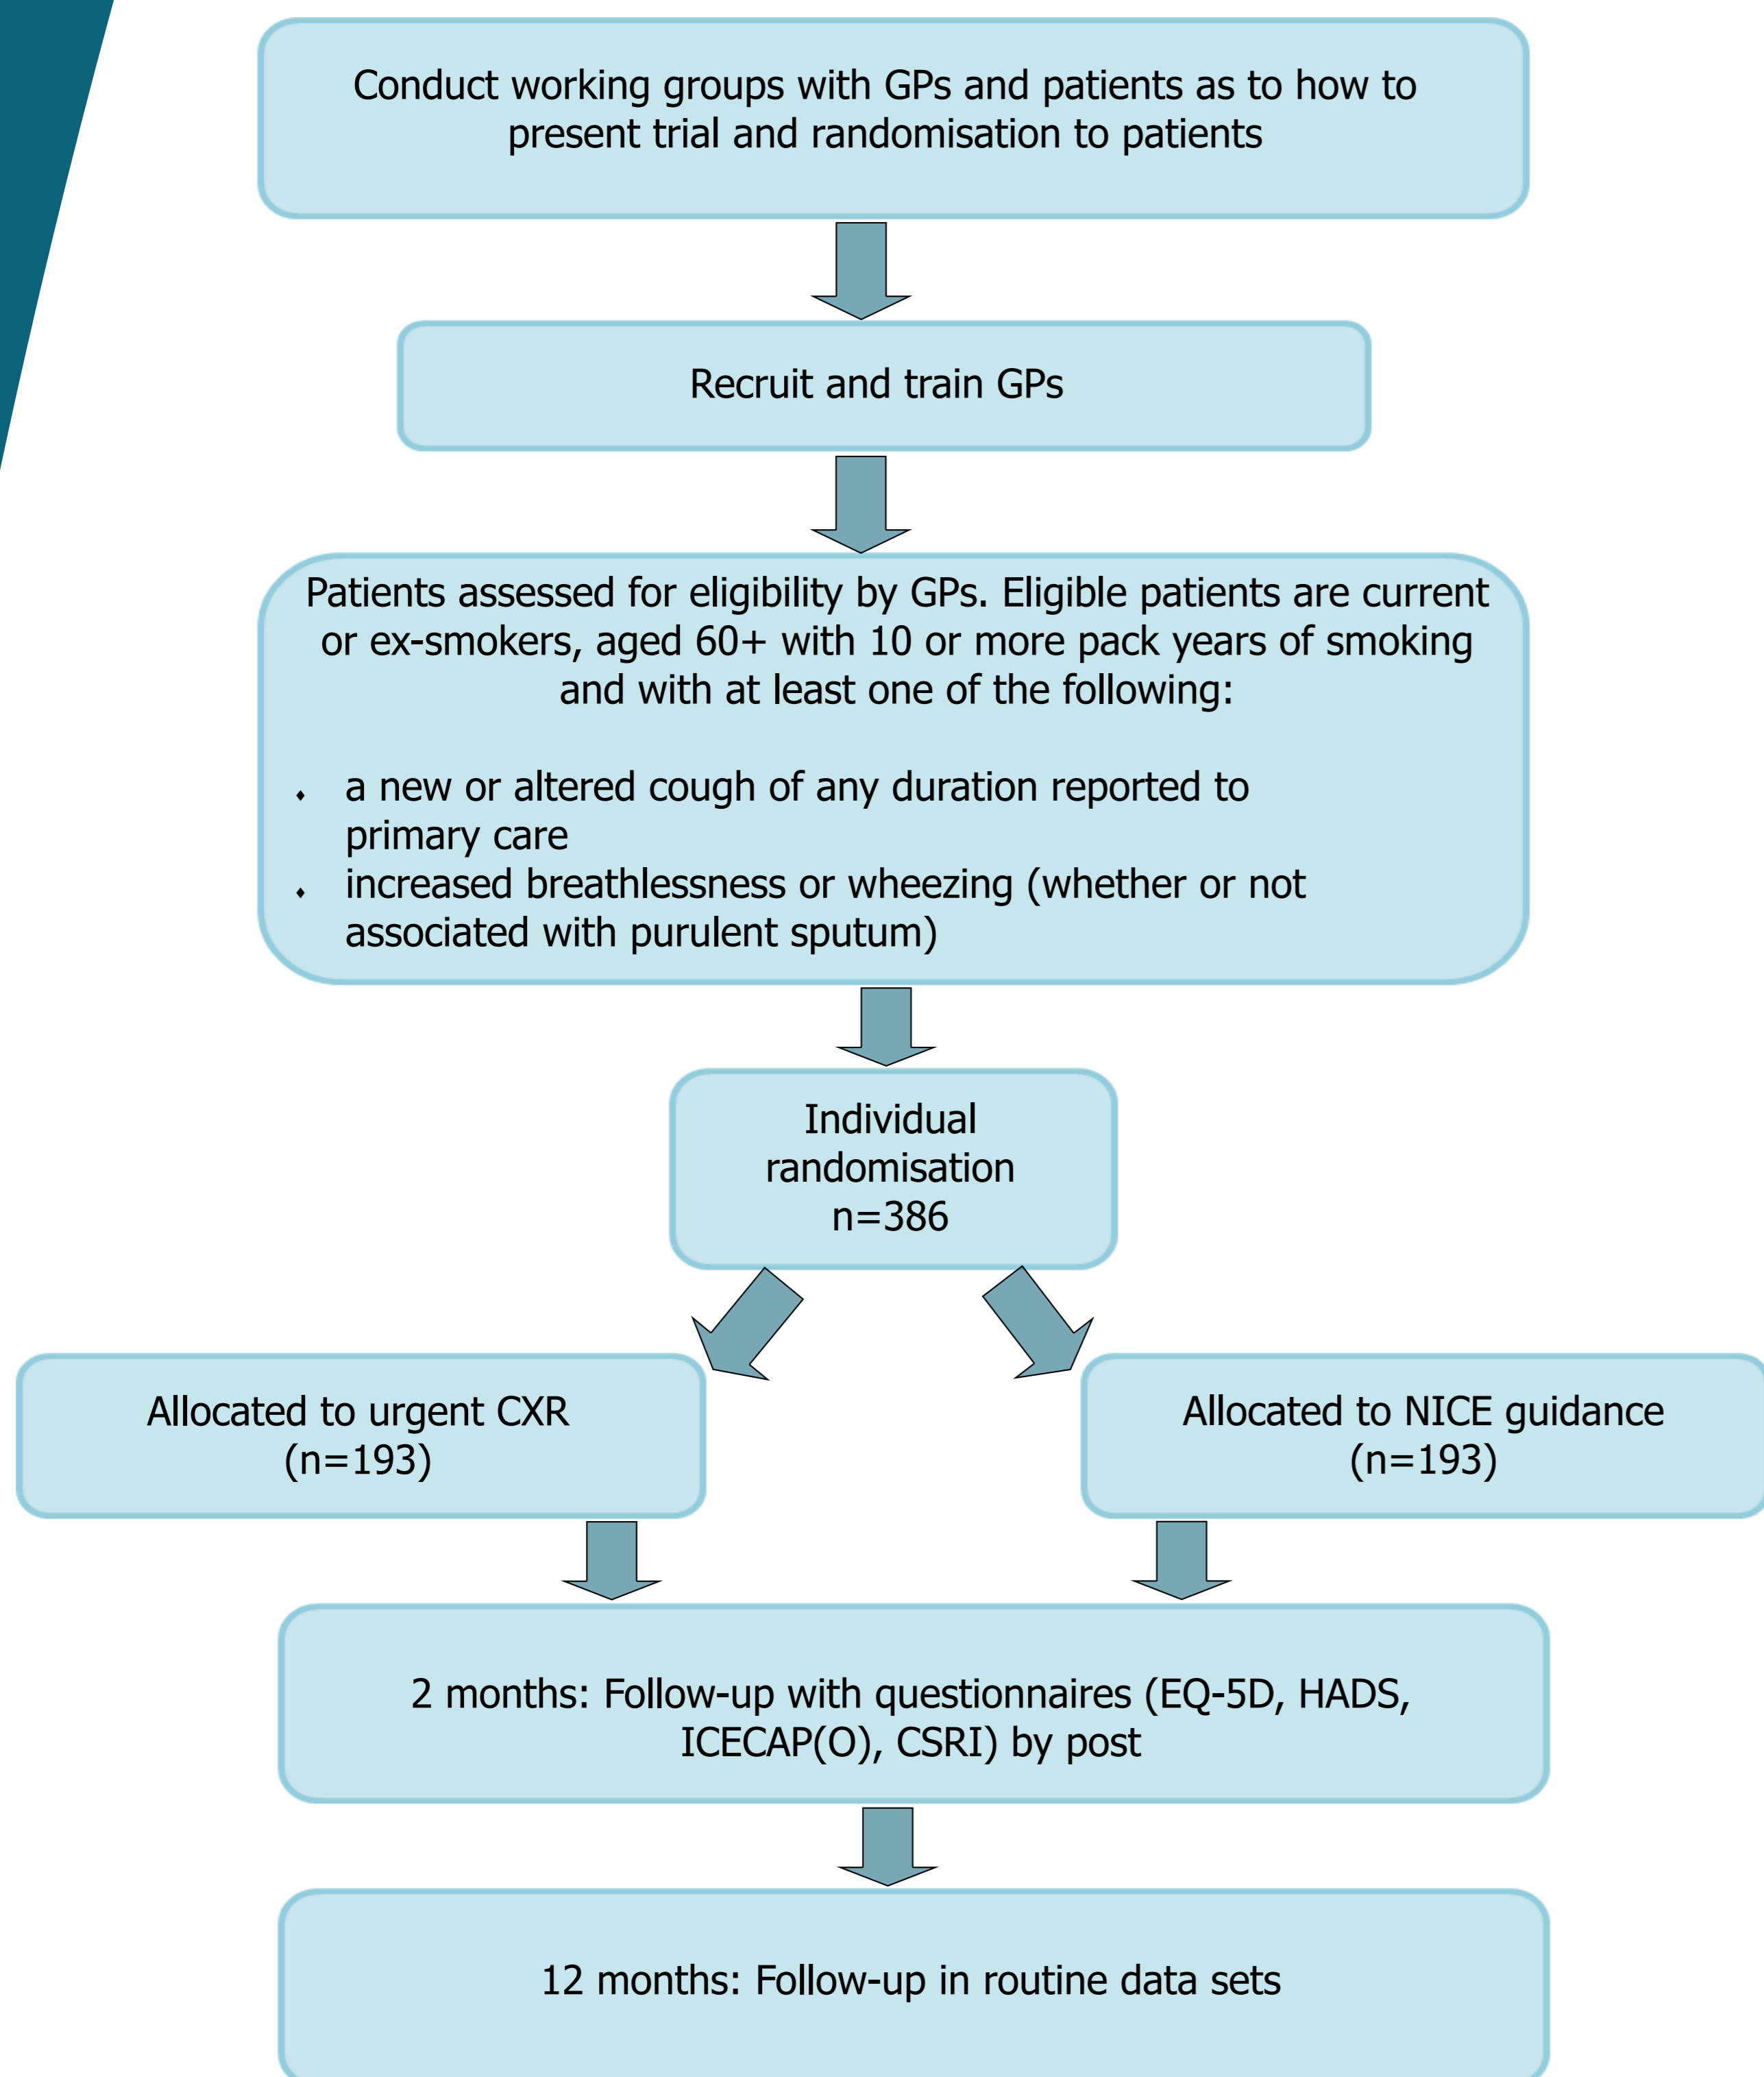 Conduct working groups with GPs and patients as to how to
present trial and randomisation to patients
Recruit and train GPs
Patients assessed for eligibility by GPs. Eligible patients are current
or ex-smokers, aged 60+ with 10 or more pack years of smoking
and with at least one of the following:
⬧ a new or altered cough of any duration reported to
primary care
⬧ increased breathlessness or wheezing (whether or not
associated with purulent sputum)
Individual
randomisation
n=386
Allocated to urgent CXR
(n=193)
Allocated to NICE guidance
(n=193)
2 months: Follow-up with questionnaires (EQ-5D, HADS,
ICECAP(O), CSRI) by post
12 months: Follow-up in routine data sets